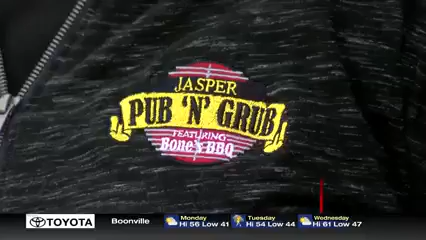 JASPER
PUB 'N' GRUB
FEATURING
Bone's BBQ
TOYOTA
Boonville
Monday
Hi 56 Low 41
Tuesday
Hi 54 Low 44
Wednesday
Hi 61 Low 47